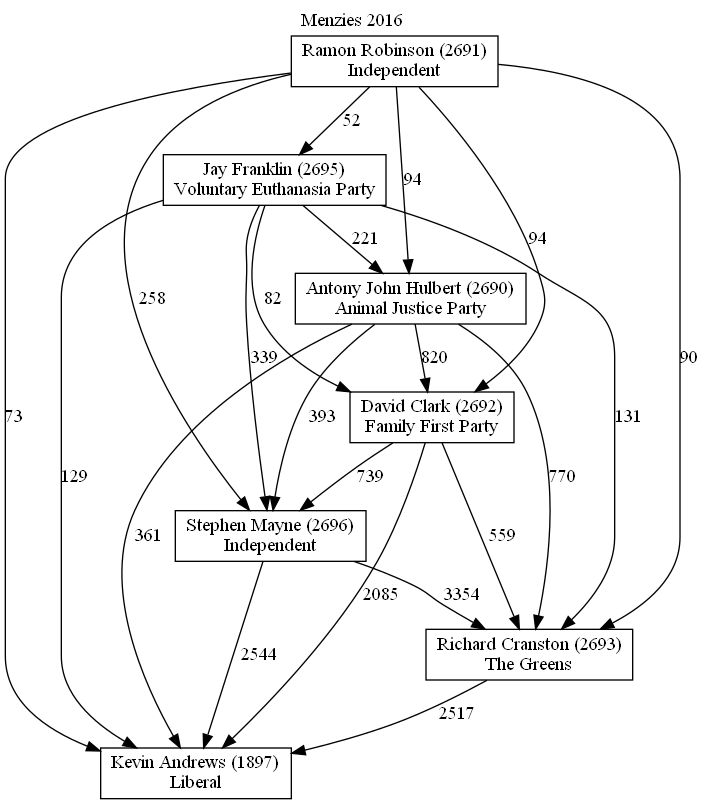 Menzies 2016
Ramon Robinson (2691)
Independent
52
Jay Franklin (2695)
Voluntary Euthanasia Party
94
221
94
Antony John Hulbert (2690)
Animal Justice Party
258
82
339
820
90
David Clark (2692)
Family First Party
73
393
131
129
739
770
Stephen Mayne (2696)
Independent
361
559
2085
3354
Richard Cranston (2693)
The Greens
2544
2517
Kevin Andrews (1897)
Liberal